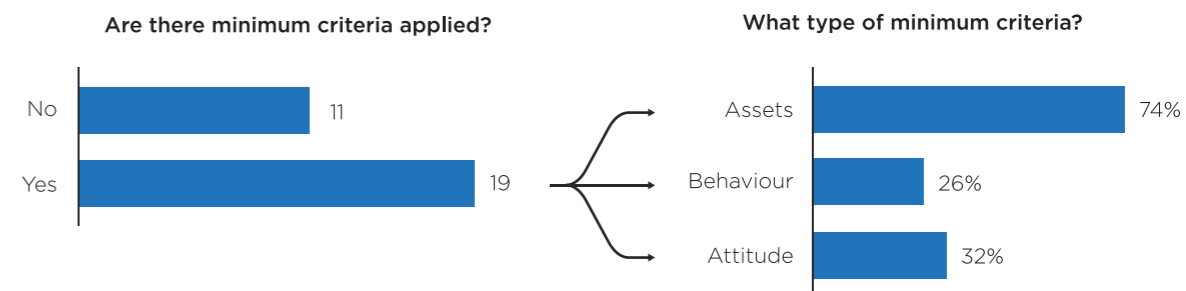 Are there minimum criteria applied?
No
11
Yes
19
What type of minimum criteria?
Assets
74%
Behaviour
26%
Attitude
32%